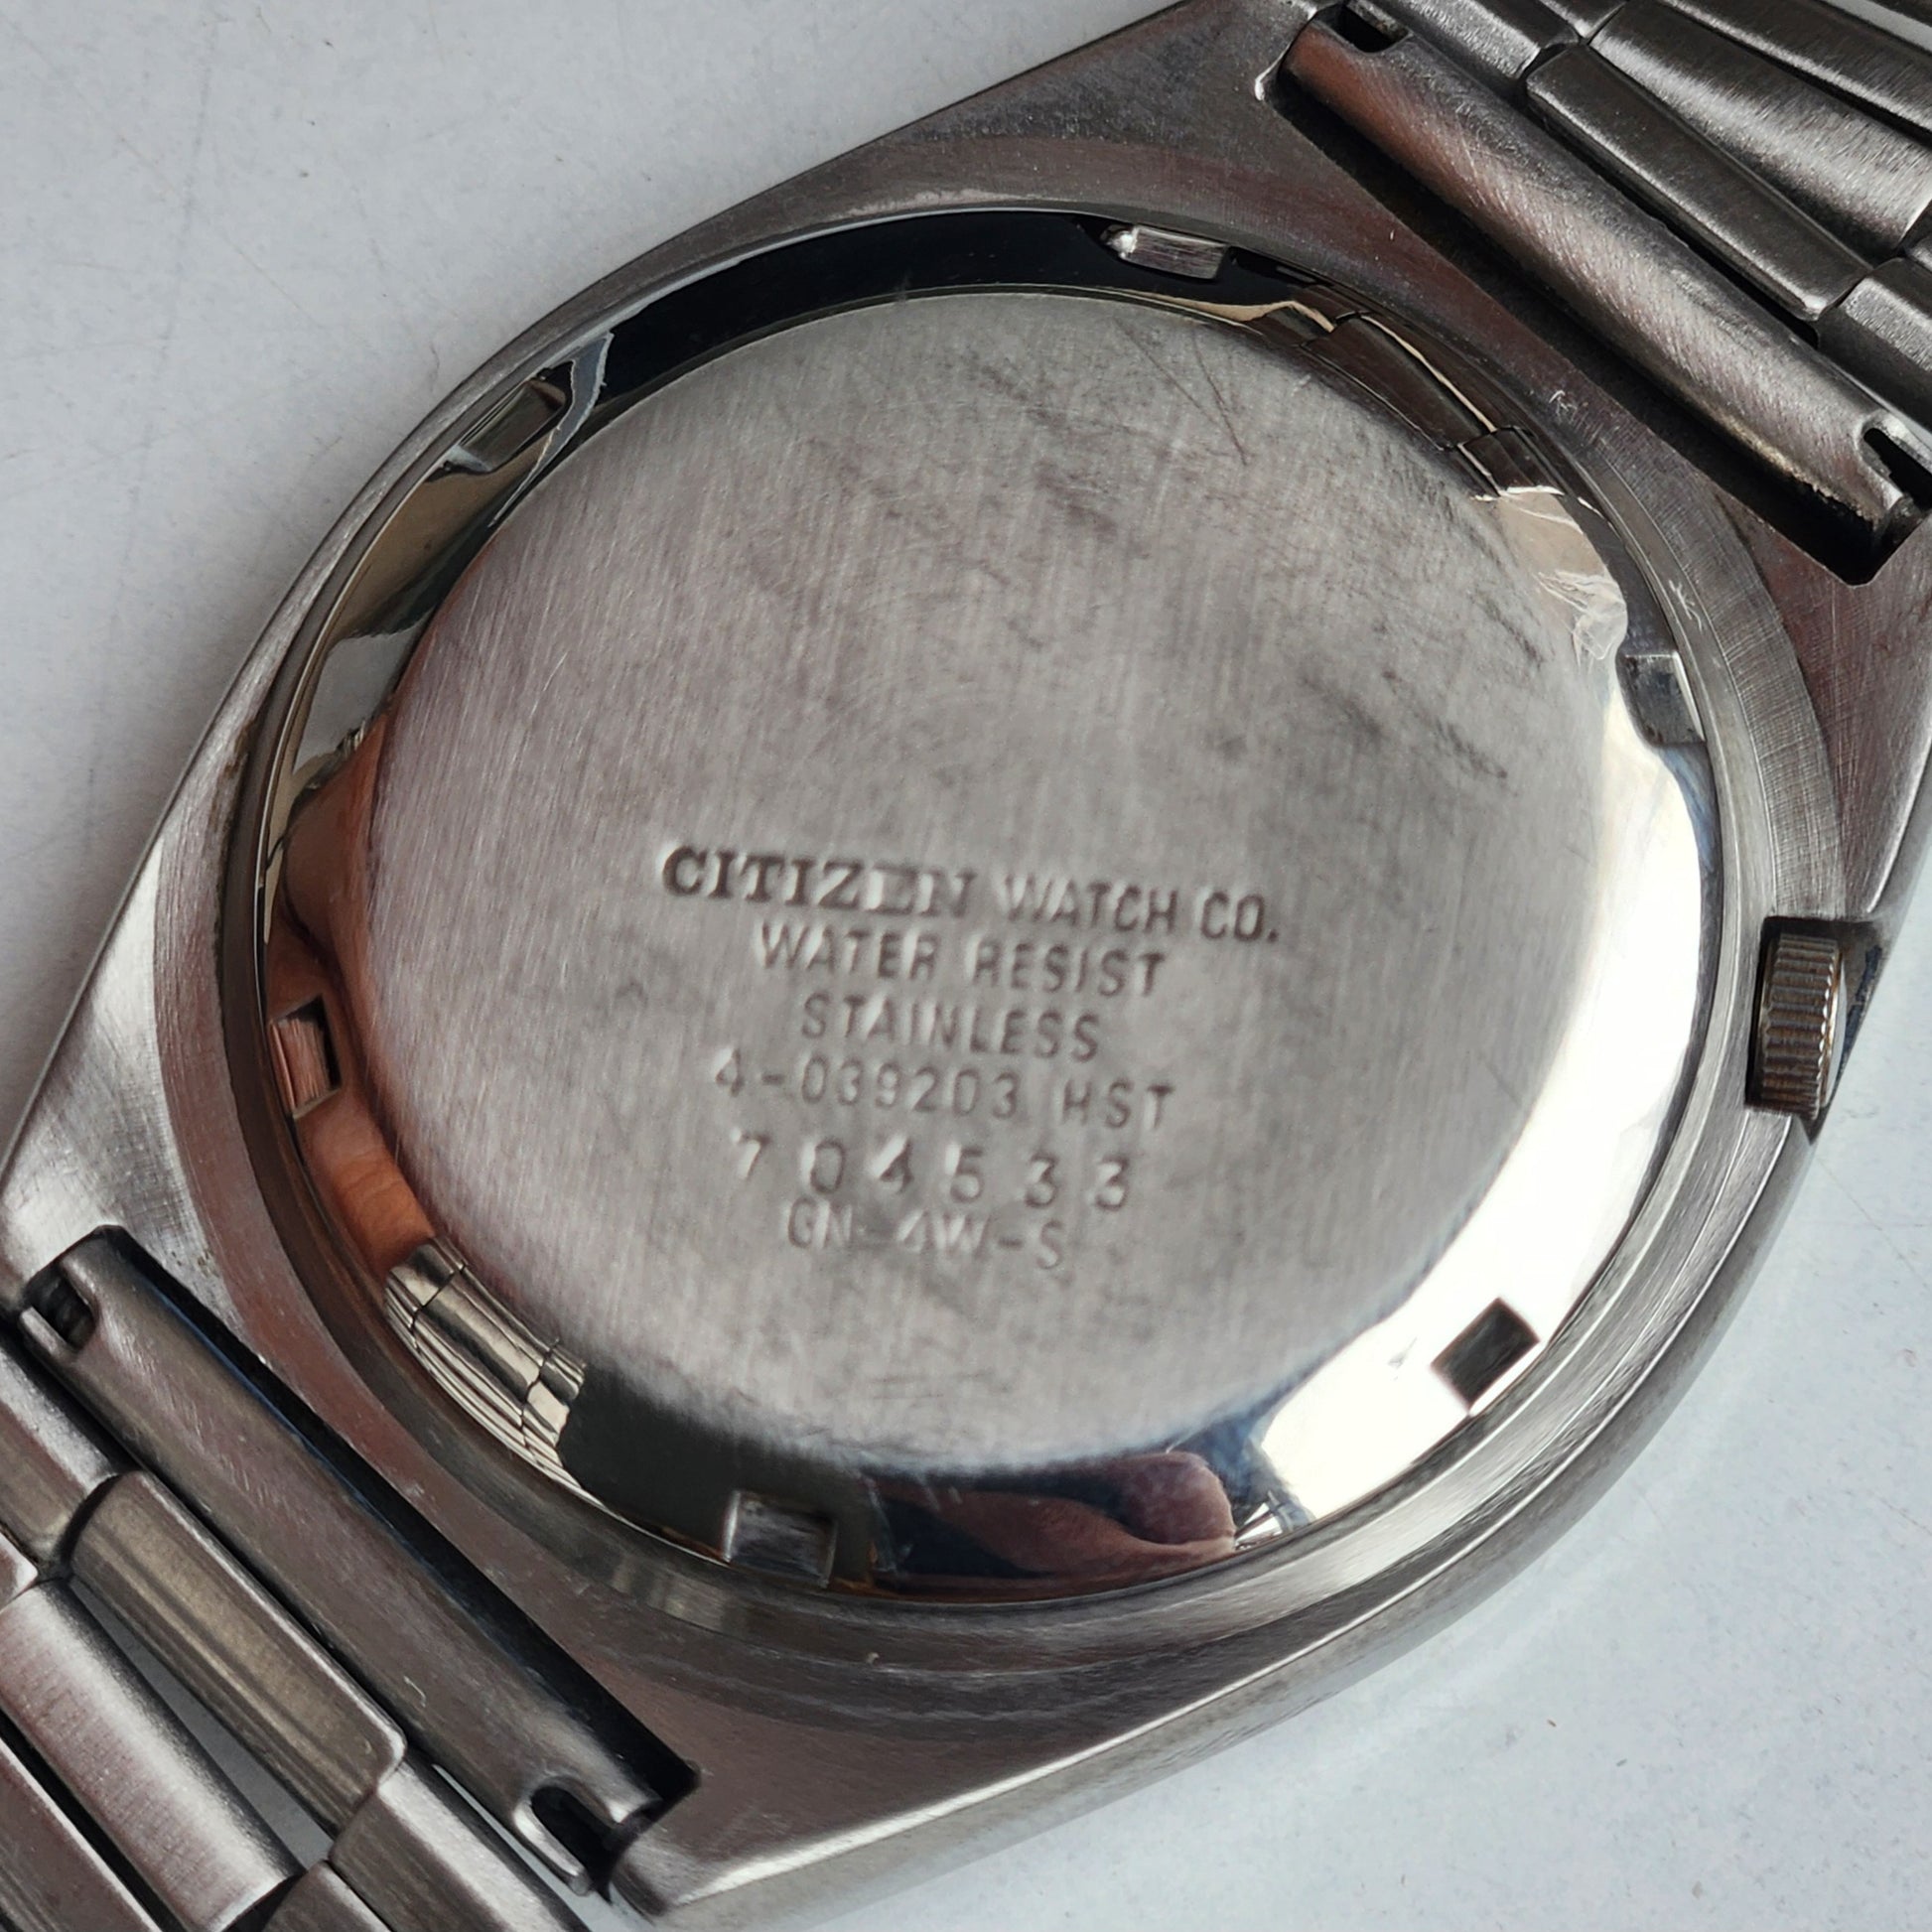 CITIZEN WATCH CO.
WATER RESIST
STAINLESS
4-039203 HST
704533
GN-4W-S